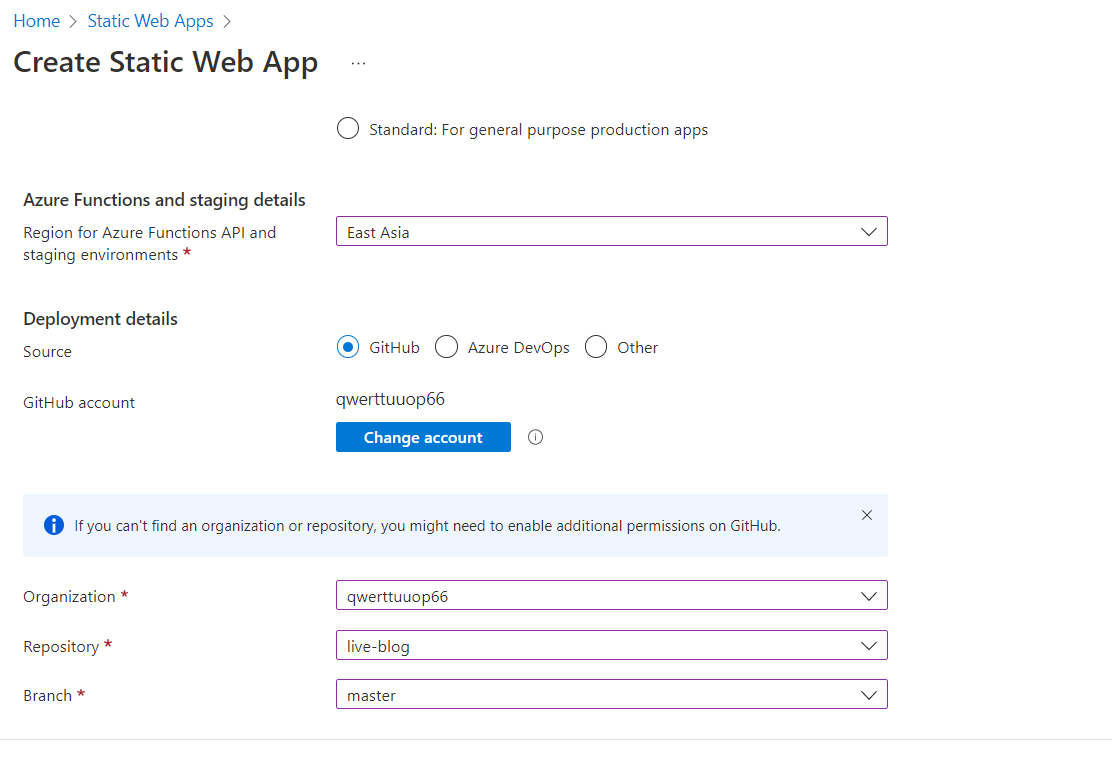 Home > Static Web Apps >
Create Static Web App ...
Standard: For general purpose production apps
Azure Functions and staging details
Region for Azure Functions API and
staging environments *
East Asia
Deployment details
Source
GitHub
Azure DevOps
Other
GitHub account
qwerttuuop66
Change account
If you can't find an organization or repository, you might need to enable additional permissions on GitHub.
Organization *
qwerttuuop66
Repository *
live-blog
Branch *
master